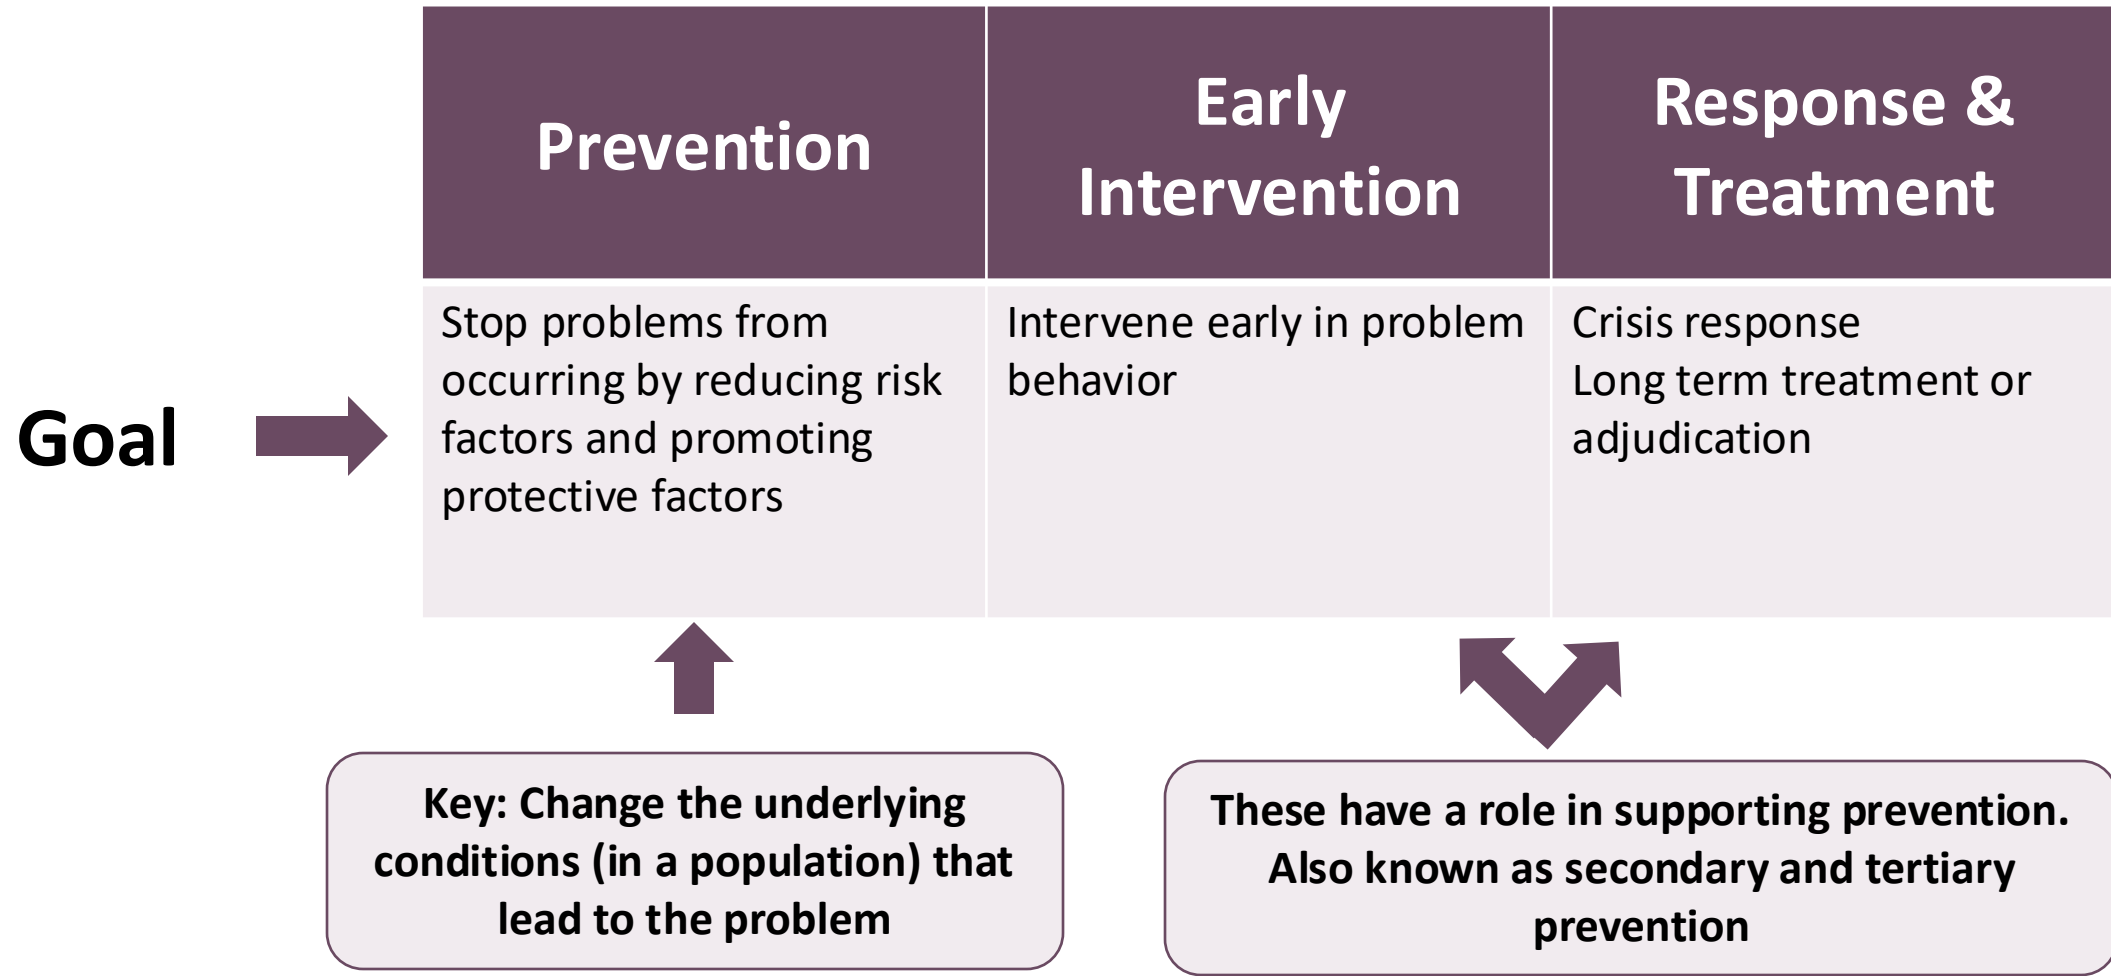 Prevention
Early
Intervention
Response &
Treatment
Goal
Stop problems from
occurring by reducing risk
factors and promoting
protective factors
Intervene early in problem
behavior
Crisis response
Long term treatment or
adjudication
Key: Change the underlying
conditions (in a population) that
lead to the problem
These have a role in supporting prevention.
Also known as secondary and tertiary
prevention